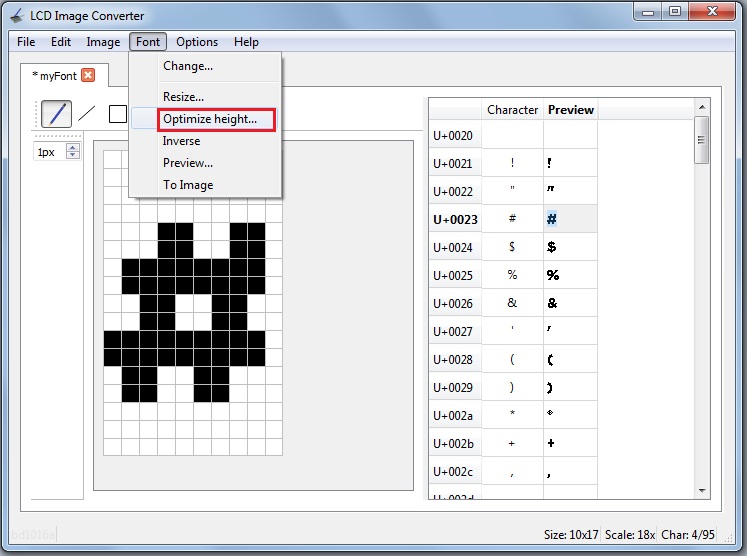 LCD Image Converter
File Edit Image Font Options Help
* myFont
Change...
Resize...
Optimize height...
Inverse
Preview...
To Image
1px
Character Preview
U+0020
U+0021 ! !
U+0022 " "
U+0023 # #
U+0024 $ $
U+0025 % %
U+0026 & &
U+0027 ' '
U+0028 ( (
U+0029 ) )
U+002a * *
U+002b + +
U+002c , ,
U+002d
Size: 10x17 Scale: 18x Char: 4/95